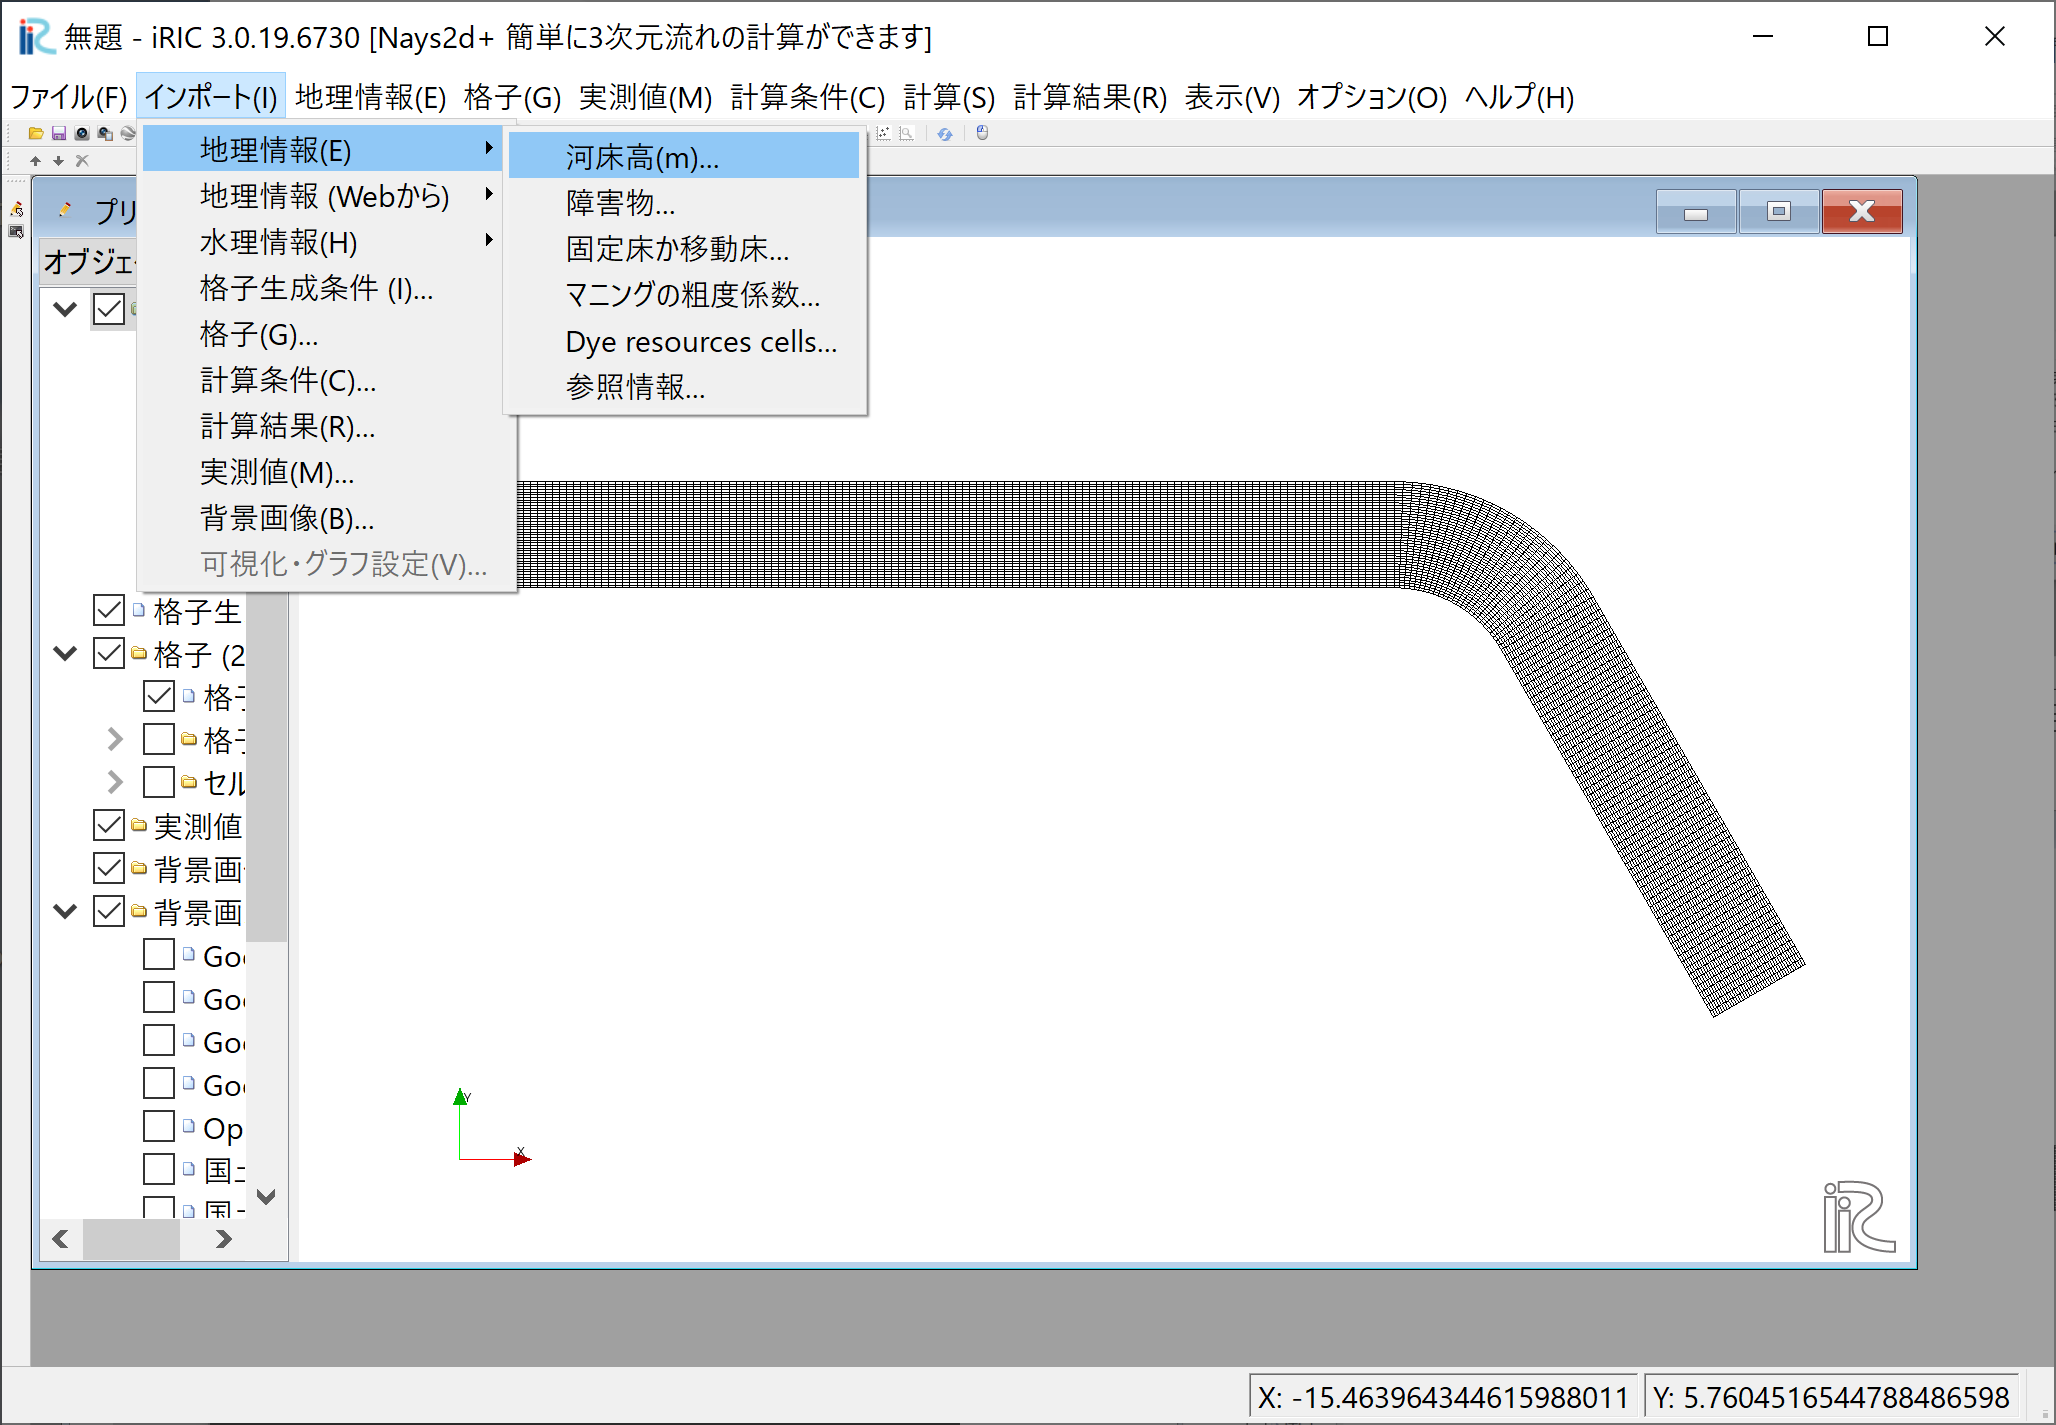 無題 - iRIC 3.0.19.6730 [Nays2d+ 簡単に3次元流れの計算ができます]
ファイル(F) インポート(I) 地理情報(E) 格子(G) 実測値(M) 計算条件(C) 計算(S) 計算結果(R) 表示(V) オプション(O) ヘルプ(H)
地理情報(E)
地理情報 (Webから)
水理情報(H)
格子生成条件 (I)...
格子(G)...
計算条件(C)...
計算結果(R)...
実測値(M)...
背景画像(B)...
可視化・グラフ設定(V)...
河床高(m)...
障害物...
固定床か移動床...
マニングの粗度係数...
Dye resources cells...
参照情報...
プリ
オブジェ
格子生
格子 (2
格子
格子
セル
実測値
背景画
背景画
Goo
Goo
Goo
Goo
Op
国土
国土
Y
X
iRIC
X: -15.463964344615988011
Y: 5.7604516544788486598